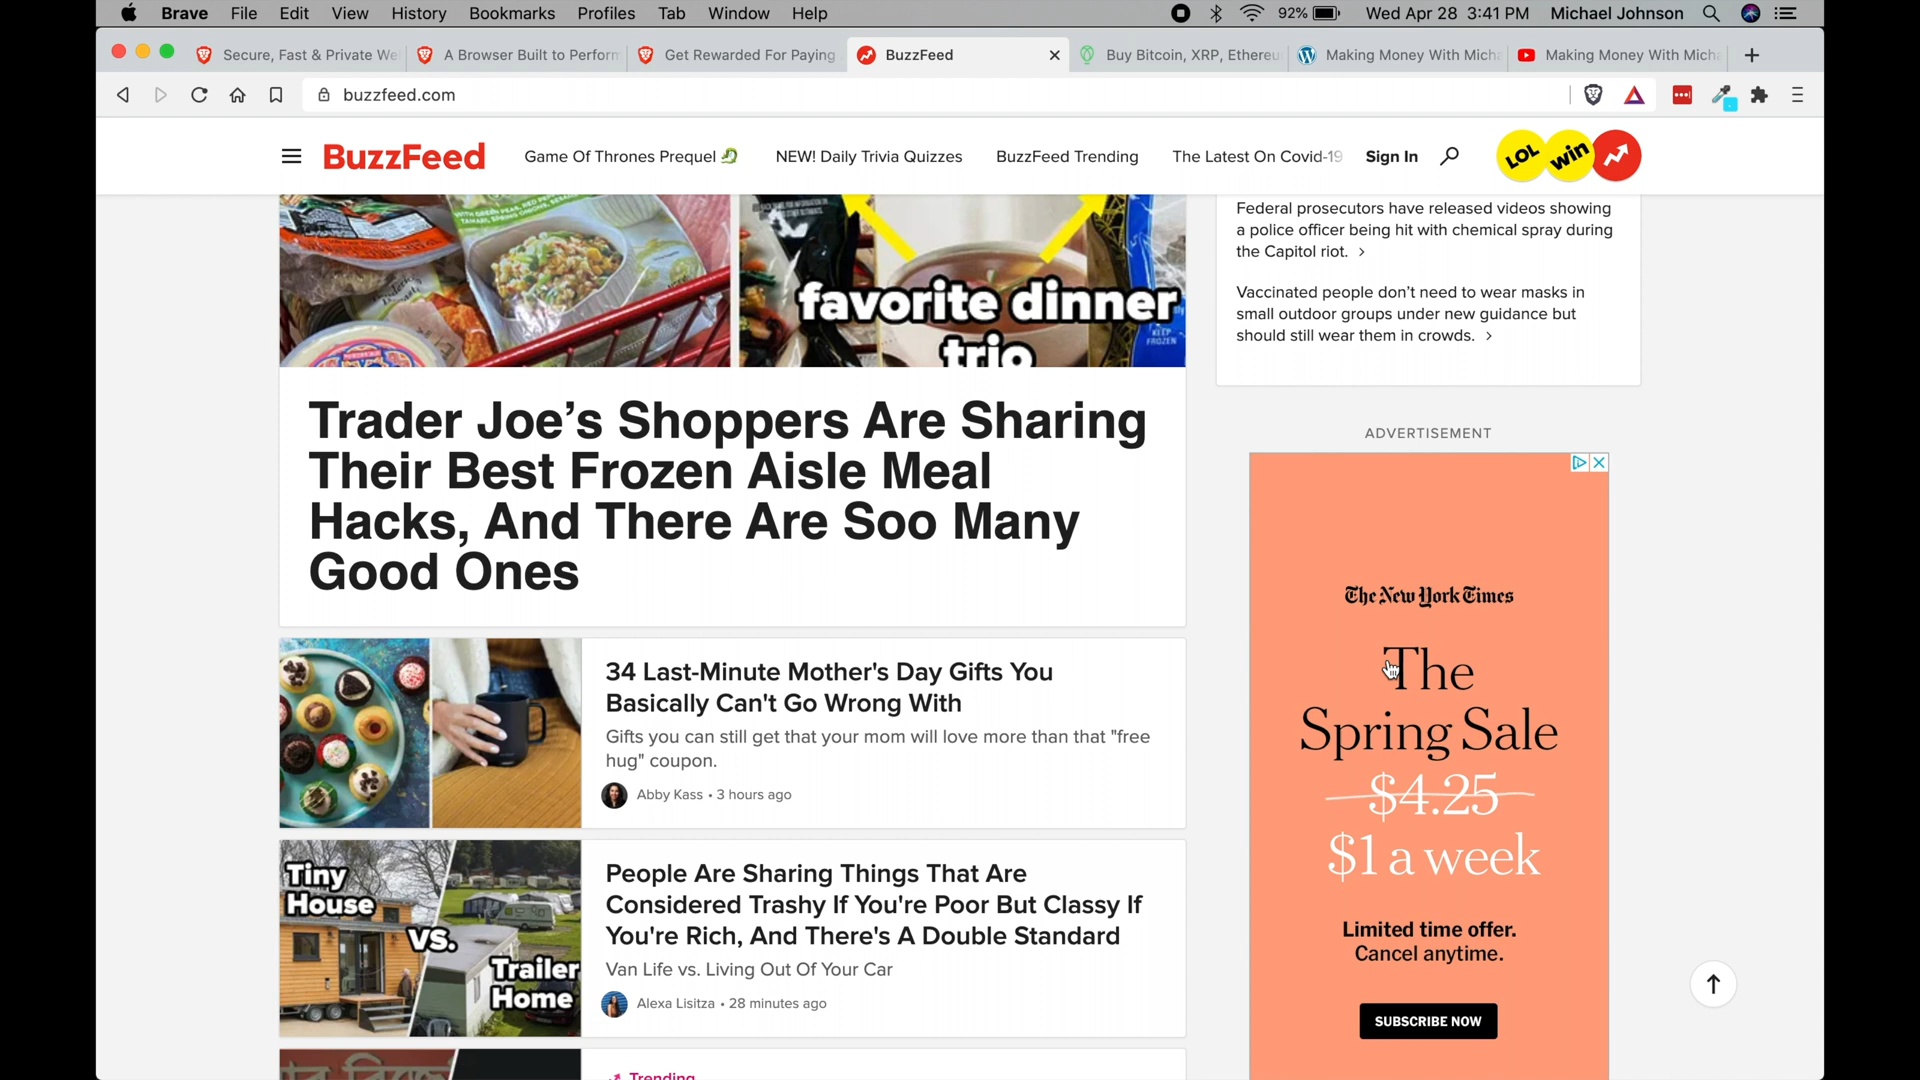 Brave File Edit View History Bookmarks Profiles Tab Window Help 92% Wed Apr 28 3:41 PM Michael Johnson
Secure, Fast & Private We
A Browser Built to Perform
Get Rewarded For Paying
BuzzFeed
Buy Bitcoin, XRP, Ethereu
Making Money With Micha
Making Money With Micha
buzzfeed.com
BuzzFeed
Game Of Thrones Prequel
NEW! Daily Trivia Quizzes
BuzzFeed Trending
The Latest On Covid-19
Sign In
LOL
win
favorite dinner
trio
Trader Joe’s Shoppers Are Sharing
Their Best Frozen Aisle Meal
Hacks, And There Are Soo Many
Good Ones
34 Last-Minute Mother's Day Gifts You
Basically Can't Go Wrong With
Gifts you can still get that your mom will love more than that "free
hug" coupon.
Abby Kass • 3 hours ago
Tiny
House
vs.
Trailer
Home
People Are Sharing Things That Are
Considered Trashy If You're Poor But Classy If
You're Rich, And There's A Double Standard
Van Life vs. Living Out Of Your Car
Alexa Lisitza • 28 minutes ago
Trending
Federal prosecutors have released videos showing
a police officer being hit with chemical spray during
the Capitol riot. >
Vaccinated people don’t need to wear masks in
small outdoor groups under new guidance but
should still wear them in crowds. >
ADVERTISEMENT
The New York Times
The
Spring Sale
$4.25
$1 a week
Limited time offer.
Cancel anytime.
SUBSCRIBE NOW